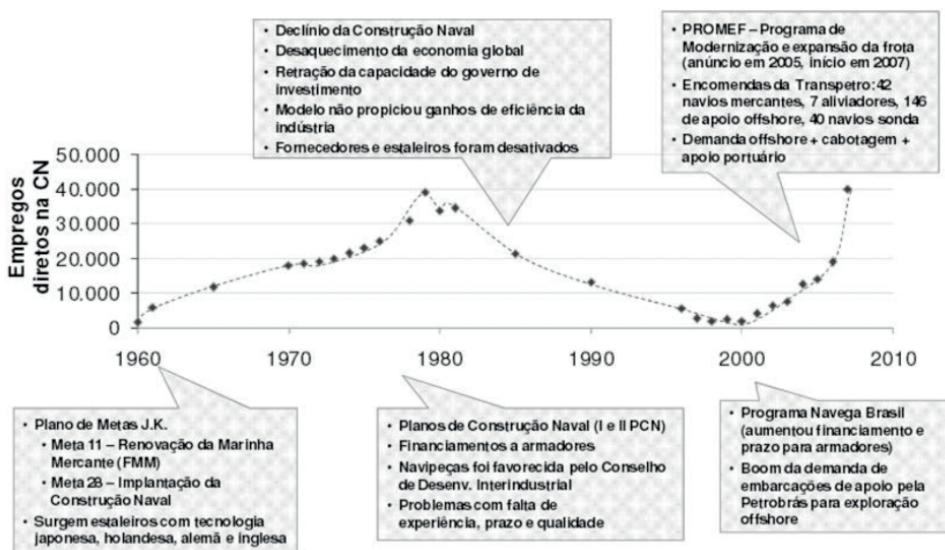 • Declínio da Construção Naval
• Desaquecimento da economia global
• Retração da capacidade do governo de
investimento
• Modelo não propiciou ganhos de eficiência da
indústria
• Fornecedores e estaleiros foram desativados
• PROMEF – Programa de
Modernização e expansão da frota
(anúncio em 2005, início em 2007)
• Encomendas da Transpetro: 42
navios mercantes, 7 aliviadores, 146
de apoio offshore, 40 navios sonda
• Demanda offshore + cabotagem +
apoio portuário
Empregos
diretos na CN
50.000
40.000
30.000
20.000
10.000
0
1960 1970 1980 1990 2000 2010
• Plano de Metas J.K.
• Meta 11 – Renovação da Marinha
Mercante (FMM)
• Meta 28 – Implantação da
Construção Naval
• Surgem estaleiros com tecnologia
japonesa, holandesa, alemã e inglesa
• Planos de Construção Naval (I e II PCN)
• Financiamentos a armadores
• Navipeças foi favorecida pelo Conselho
de Desenv. Interindustrial
• Problemas com falta de
experiência, prazo e qualidade
• Programa Navega Brasil
(aumentou financiamento e
prazo para armadores)
• Boom da demanda de
embarcações de apoio pela
Petrobrás para exploração
offshore